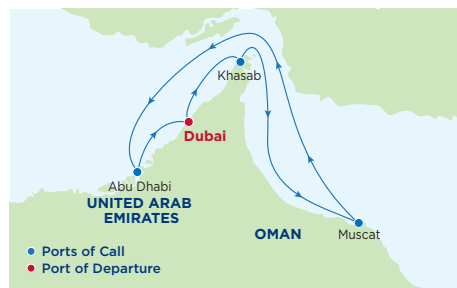 Khasab
Dubai
Abu Dhabi
UNITED ARAB
EMIRATES
OMAN
Muscat
Ports of Call
Port of Departure